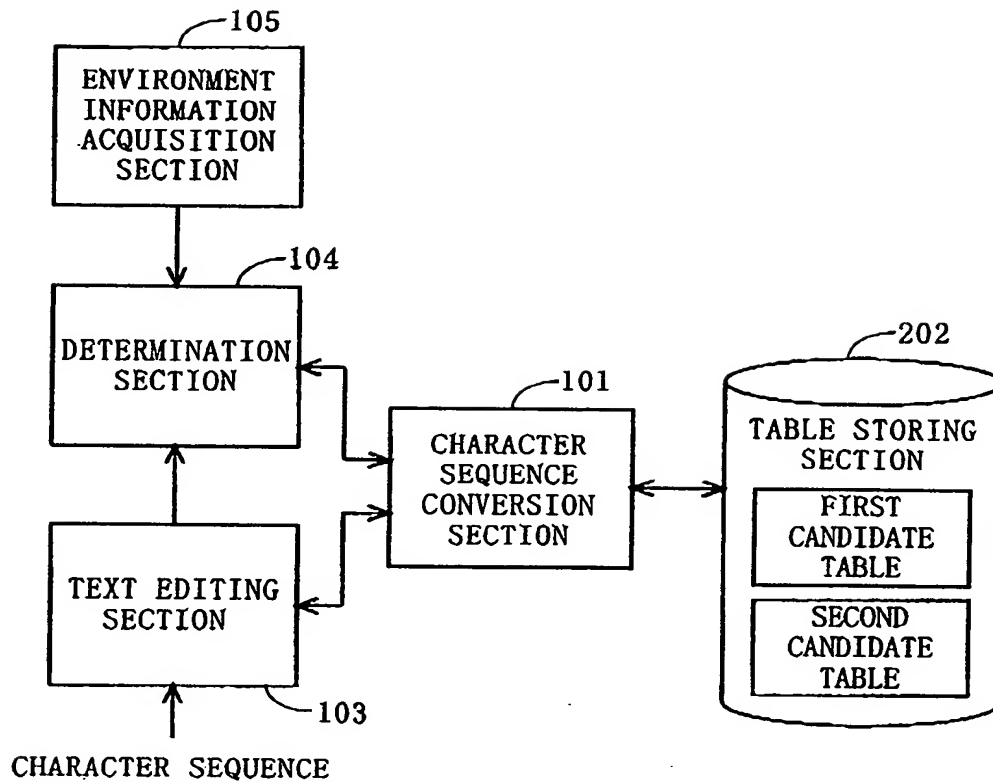 105
ENVIRONMENT
INFORMATION
ACQUISITION
SECTION
104
DETERMINATION
SECTION
101
CHARACTER
SEQUENCE
CONVERSION
SECTION
202
TABLE STORING
SECTION
FIRST
CANDIDATE
TABLE
SECOND
CANDIDATE
TABLE
TEXT EDITING
SECTION
103
CHARACTER SEQUENCE